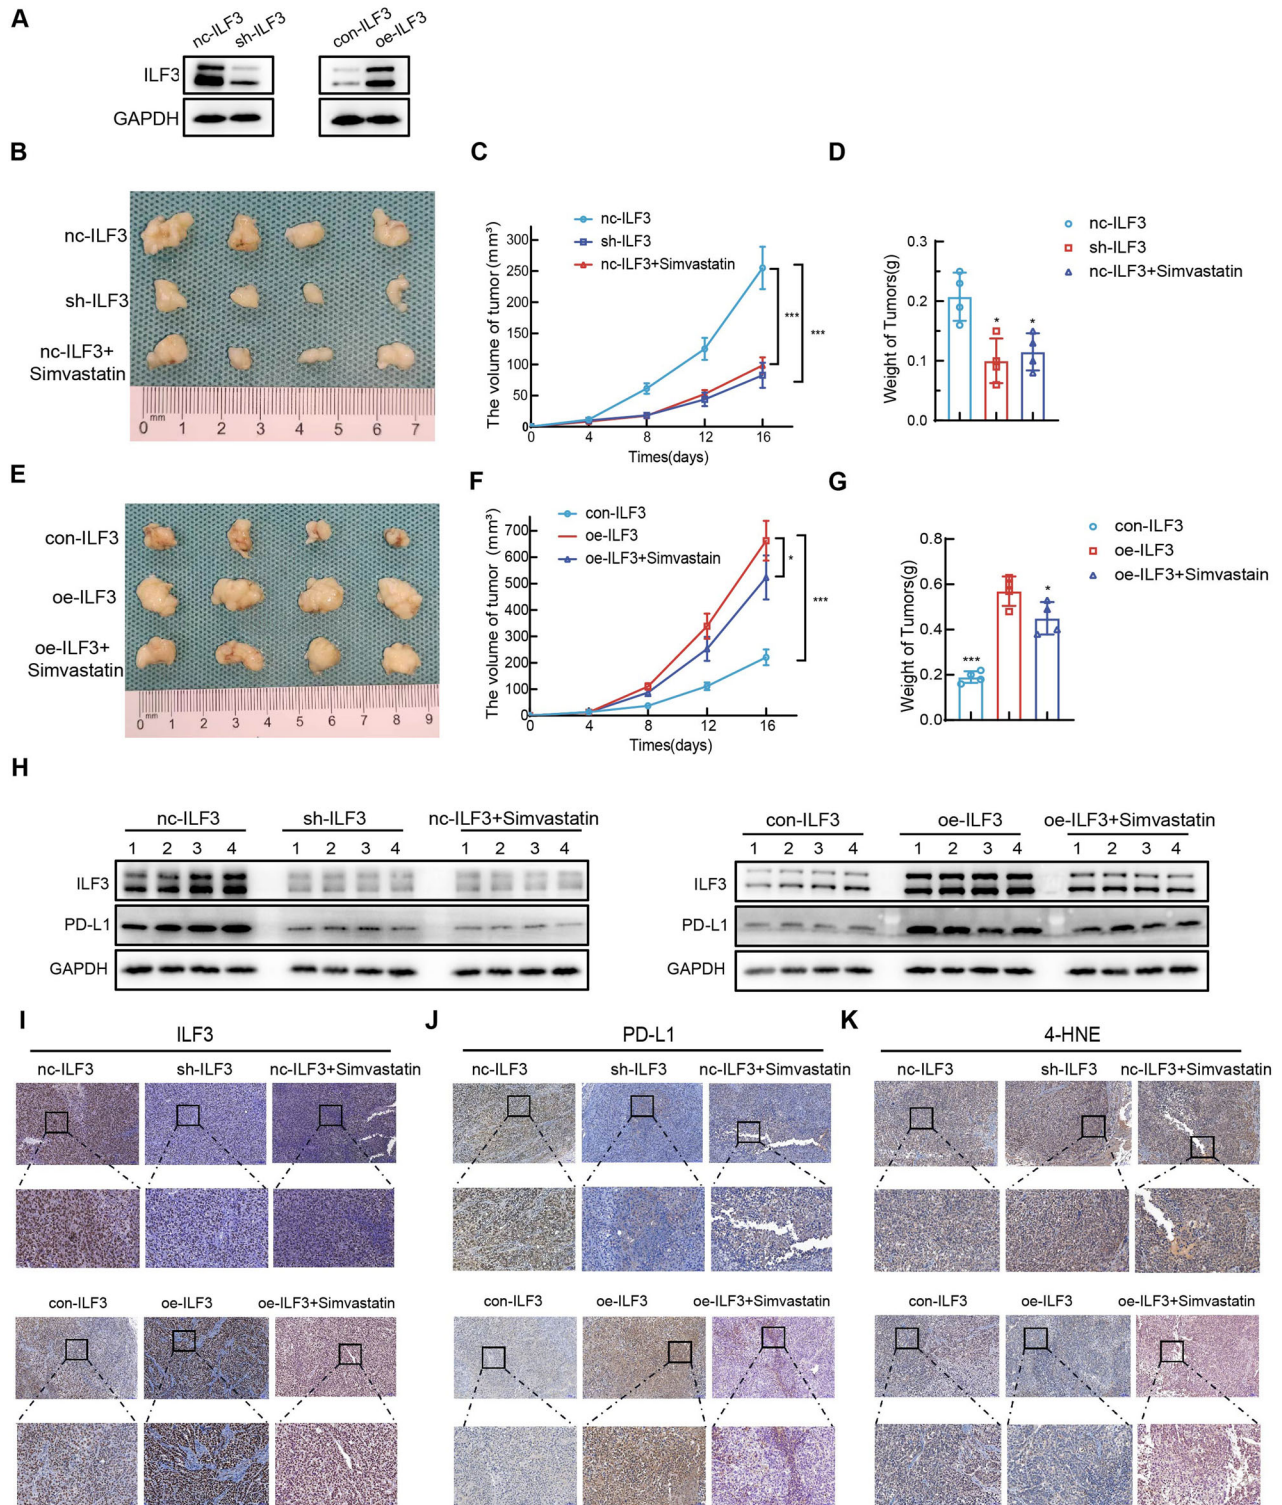 A
nc-ILF3 sh-ILF3 con-ILF3 oe-ILF3
ILF3
GAPDH
B
nc-ILF3
sh-ILF3
nc-ILF3+
Simvastatin
0 mm 1 2 3 4 5 6 7
C
nc-ILF3
sh-ILF3
nc-ILF3+Simvastatin
The volume of tumor (mm³)
300
250
200
150
100
50
0
0 4 8 12 16
Times(days)
***
***
D
nc-ILF3
sh-ILF3
nc-ILF3+Simvastatin
Weight of Tumors(g)
0.3
0.2
0.1
0.0
* *
E
con-ILF3
oe-ILF3
oe-ILF3+
Simvastatin
0 mm 1 2 3 4 5 6 7 8 9
F
con-ILF3
oe-ILF3
oe-ILF3+Simvastain
The volume of tumor (mm³)
700
600
500
400
300
200
100
0
0 4 8 12 16
Times(days)
*
***
G
con-ILF3
oe-ILF3
oe-ILF3+Simvastain
Weight of Tumors(g)
0.8
0.6
0.4
0.2
0.0
*** *
H
nc-ILF3 sh-ILF3 nc-ILF3+Simvastatin
1 2 3 4 1 2 3 4 1 2 3 4
ILF3
PD-L1
GAPDH
con-ILF3 oe-ILF3 oe-ILF3+Simvastatin
1 2 3 4 1 2 3 4 1 2 3 4
ILF3
PD-L1
GAPDH
I
ILF3
nc-ILF3 sh-ILF3 nc-ILF3+Simvastatin
con-ILF3 oe-ILF3 oe-ILF3+Simvastatin
J
PD-L1
nc-ILF3 sh-ILF3 nc-ILF3+Simvastatin
con-ILF3 oe-ILF3 oe-ILF3+Simvastatin
K
4-HNE
nc-ILF3 sh-ILF3 nc-ILF3+Simvastatin
con-ILF3 oe-ILF3 oe-ILF3+Simvastatin